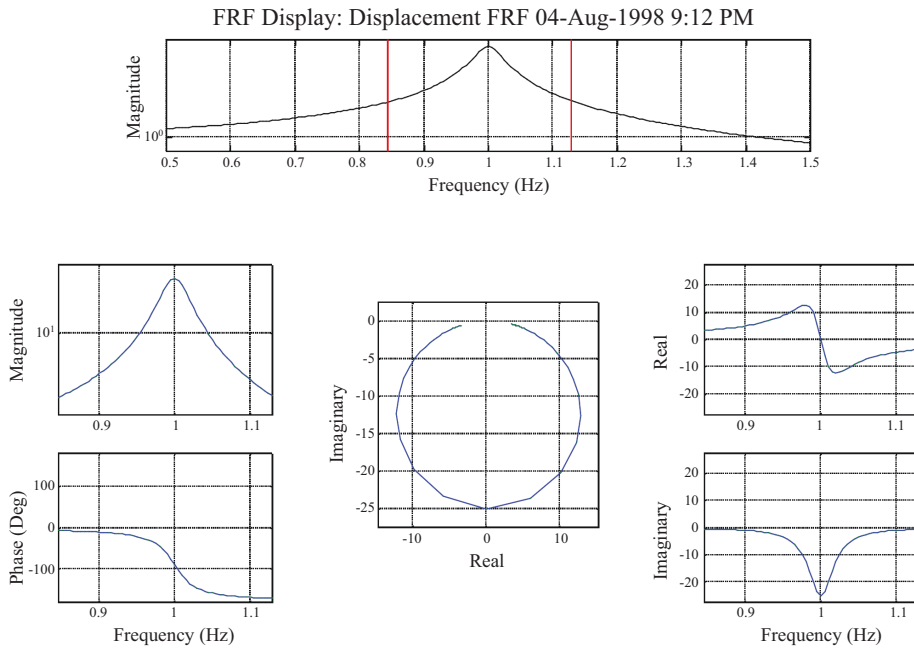 FRF Display: Displacement FRF 04-Aug-1998 9:12 PM
Magnitude
10⁰
0.5 0.6 0.7 0.8 0.9 1 1.1 1.2 1.3 1.4 1.5
Frequency (Hz)
Magnitude
10¹
0.9 1 1.1
Phase (Deg)
100
0
-100
0.9 1 1.1
Frequency (Hz)
Imaginary
0
-5
-10
-15
-20
-25
-10 0 10
Real
Real
20
10
0
-10
-20
0.9 1 1.1
Imaginary
20
10
0
-10
-20
0.9 1 1.1
Frequency (Hz)